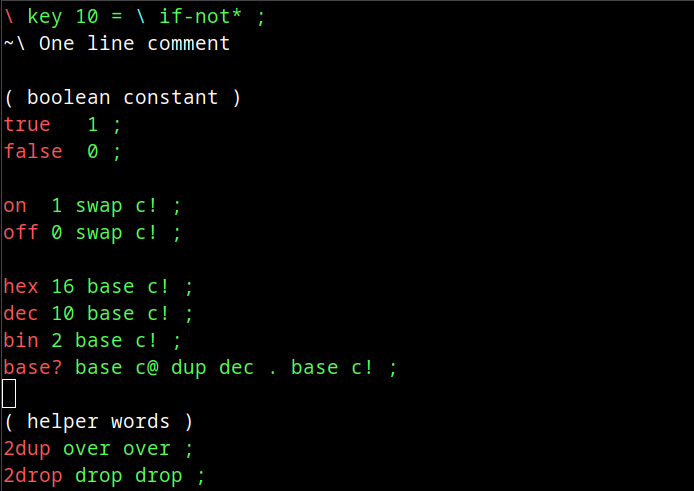 \ key 10 = \ if-not* ;
~\ One line comment
( boolean constant )
true 1 ;
false 0 ;
on 1 swap c! ;
off 0 swap c! ;
hex 16 base c! ;
dec 10 base c! ;
bin 2 base c! ;
base? base c@ dup dec . base c! ;
( helper words )
2dup over over ;
2drop drop drop ;